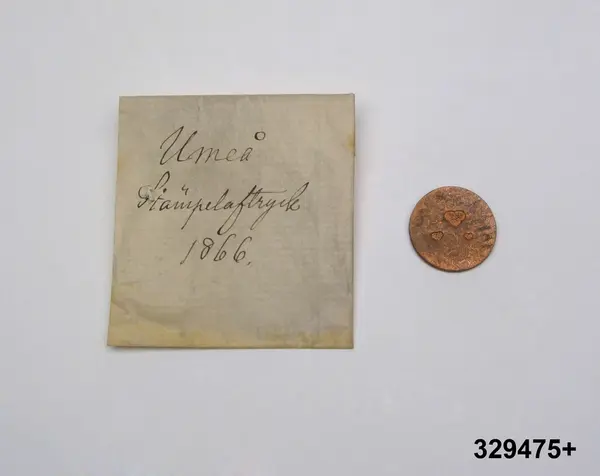 Umeå
Stämpelaftryck
1866.
329475+